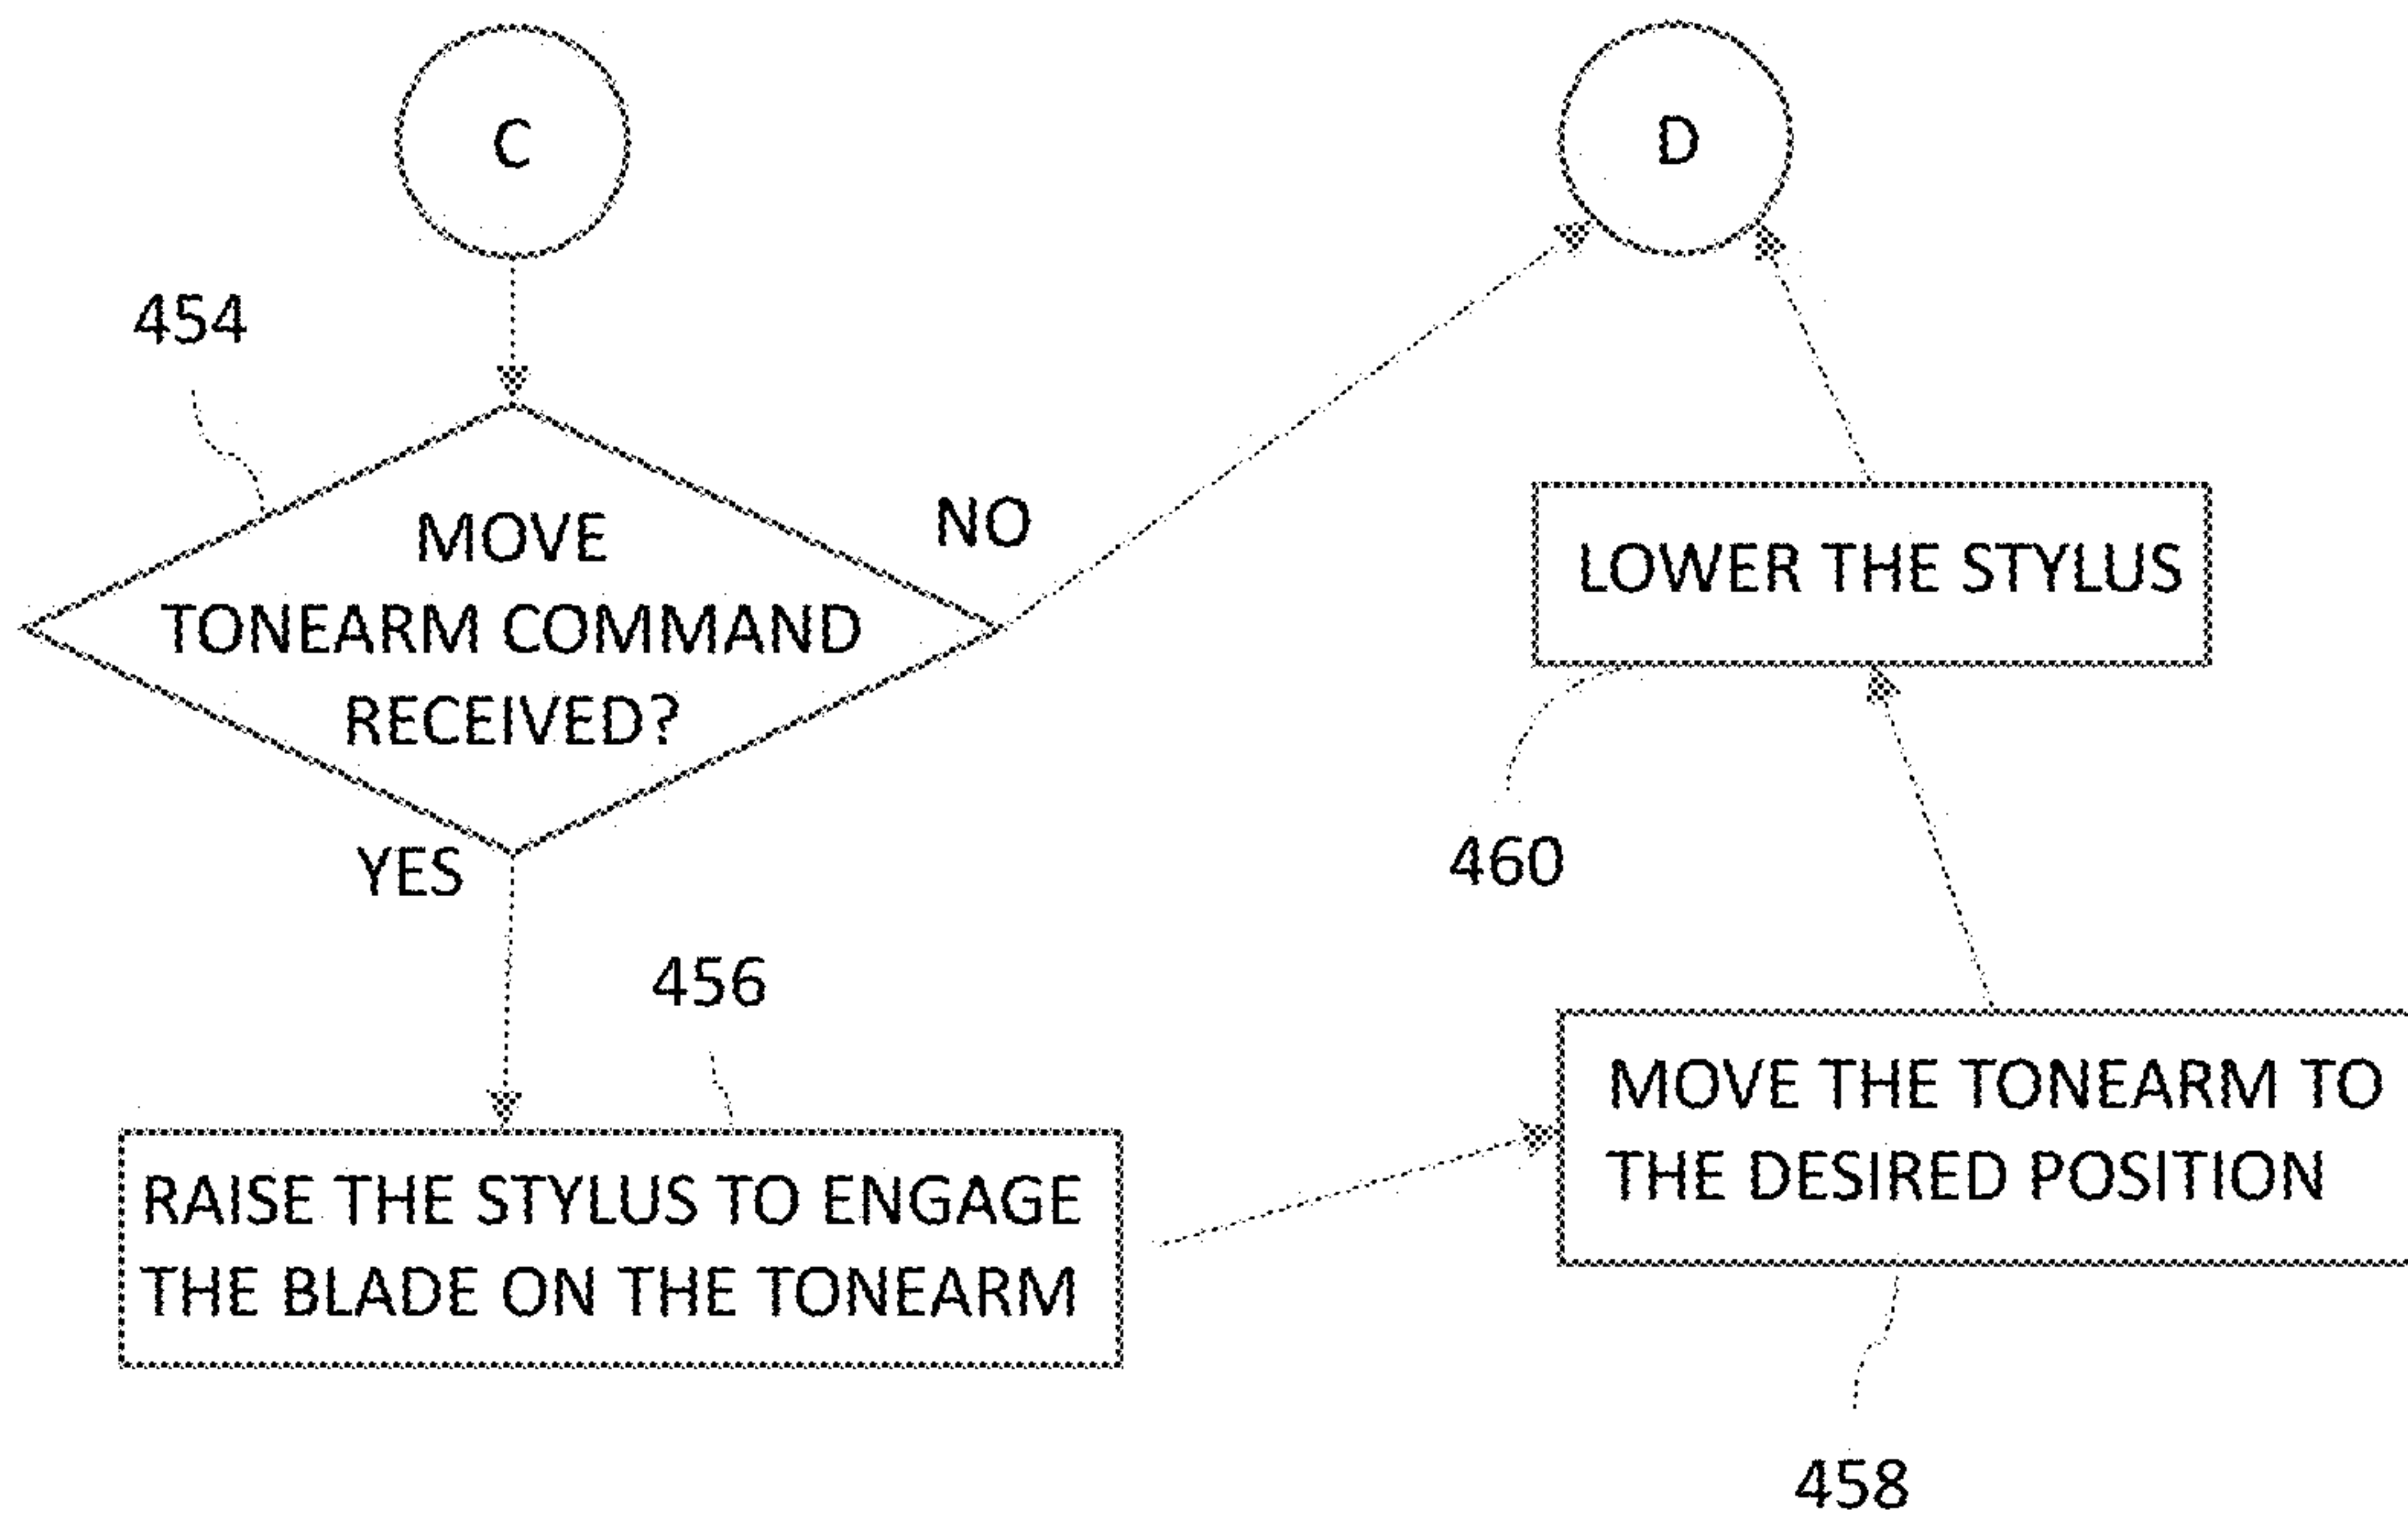 C
D
454
MOVE
TONEARM COMMAND
RECEIVED?
NO
YES
LOWER THE STYLUS
460
456
RAISE THE STYLUS TO ENGAGE
THE BLADE ON THE TONEARM
MOVE THE TONEARM TO
THE DESIRED POSITION
458